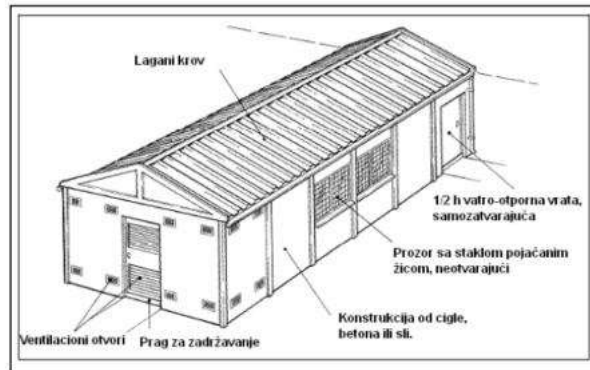 Lagani krov
1/2 h vatro-otporna vrata,
samozatvarajuća
Prozor sa staklom pojačanim
žicom, neotvarajući
Konstrukcija od cigle,
betona ili sli.
Ventilacioni otvori
Prag za zadržavanje